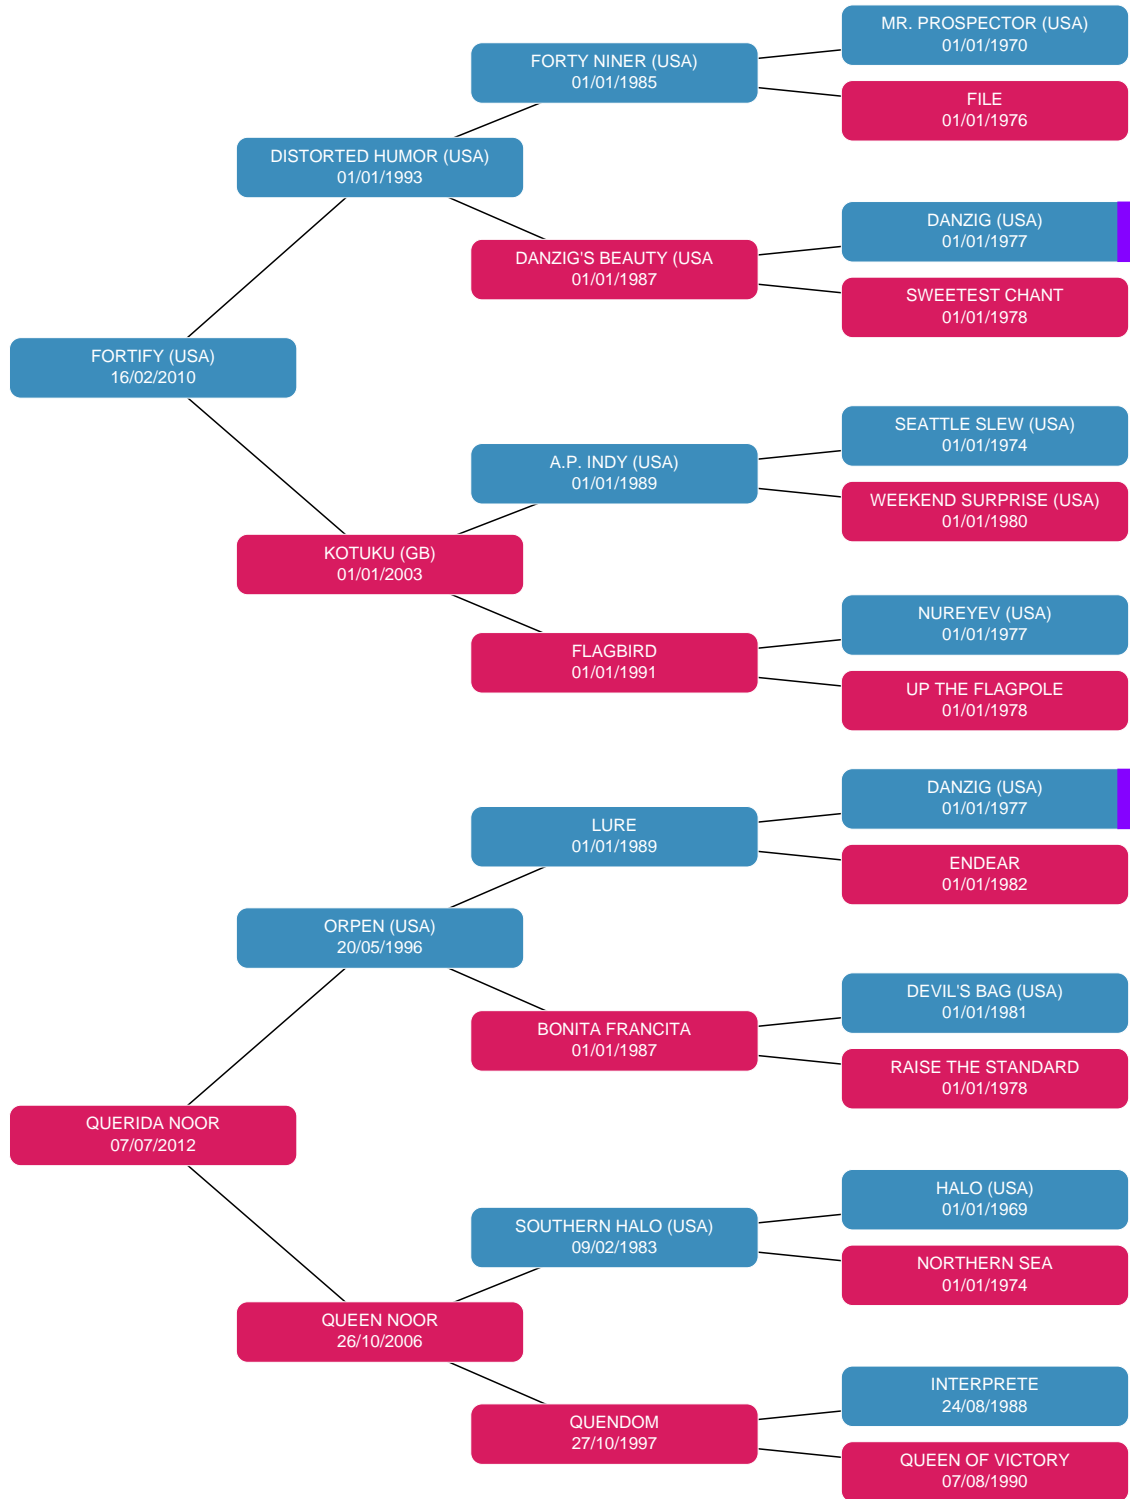 MR. PROSPECTOR (USA)
01/01/1970
FORTY NINER (USA)
01/01/1985
FILE
01/01/1976
DISTORTED HUMOR (USA)
01/01/1993
DANZIG (USA)
01/01/1977
DANZIG'S BEAUTY (USA
01/01/1987
SWEETEST CHANT
01/01/1978
FORTIFY (USA)
16/02/2010
SEATTLE SLEW (USA)
01/01/1974
A.P. INDY (USA)
01/01/1989
WEEKEND SURPRISE (USA)
01/01/1980
KOTUKU (GB)
01/01/2003
NUREYEV (USA)
01/01/1977
FLAGBIRD
01/01/1991
UP THE FLAGPOLE
01/01/1978
DANZIG (USA)
01/01/1977
LURE
01/01/1989
ENDEAR
01/01/1982
ORPEN (USA)
20/05/1996
DEVIL'S BAG (USA)
01/01/1981
BONITA FRANCITA
01/01/1987
RAISE THE STANDARD
01/01/1978
QUERIDA NOOR
07/07/2012
HALO (USA)
01/01/1969
SOUTHERN HALO (USA)
09/02/1983
NORTHERN SEA
01/01/1974
QUEEN NOOR
26/10/2006
INTERPRETE
24/08/1988
QUENDOM
27/10/1997
QUEEN OF VICTORY
07/08/1990